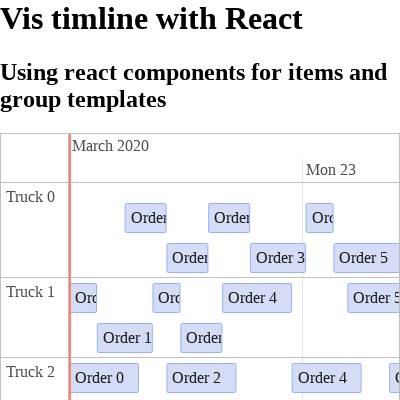 Vis timline with React
Using react components for items and
group templates
March 2020
Mon 23
Truck 0
Order
Order
Orc
Order
Order 3
Order 5
Truck 1
Orc
Orc
Order 4
Order 5
Order 1
Order
Truck 2
Order 0
Order 2
Order 4